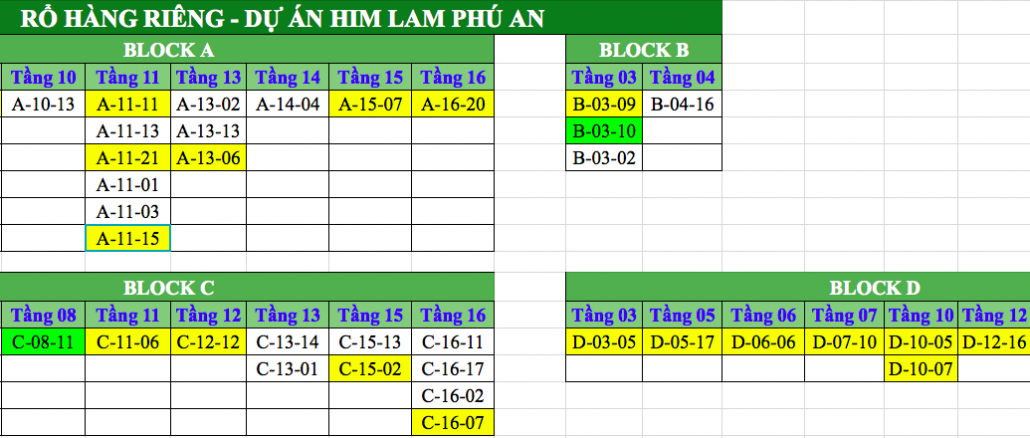 RỔ HÀNG RIÊNG - DỰ ÁN HIM LAM PHÚ AN
BLOCK A BLOCK B
Tầng 10 Tầng 11 Tầng 13 Tầng 14 Tầng 15 Tầng 16 Tầng 03 Tầng 04
A-10-13 A-11-11 A-13-02 A-14-04 A-15-07 A-16-20 B-03-09 B-04-16
A-11-13 A-13-13 B-03-10
A-11-21 A-13-06 B-03-02
A-11-01
A-11-03
A-11-15
BLOCK C BLOCK D
Tầng 08 Tầng 11 Tầng 12 Tầng 13 Tầng 15 Tầng 16 Tầng 03 Tầng 05 Tầng 06 Tầng 07 Tầng 10 Tầng 12
C-08-11 C-11-06 C-12-12 C-13-14 C-15-13 C-16-11 D-03-05 D-05-17 D-06-06 D-07-10 D-10-05 D-12-16
C-13-01 C-15-02 C-16-17 D-10-07
C-16-02
C-16-07